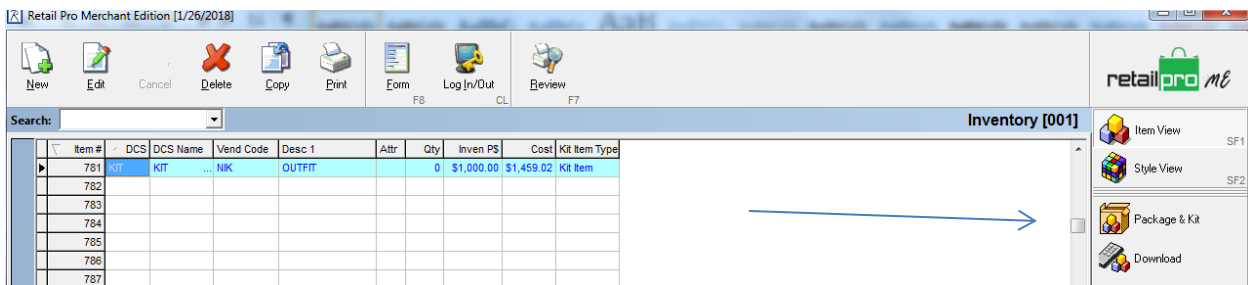 Retail Pro Merchant Edition [1/26/2018]
New Edit Cancel Delete Copy Print Form Log In/Out Review
F8 CL F7
retail pro ME
Search: Inventory [001]
Item # DCS DCS Name Vend Code Desc 1 Attr Qty Inven P$ Cost Kit Item Type
781 KIT KIT ... NIK OUTFIT 0 $1,000.00 $1,459.02 Kit Item
782
783
784
785
786
787
Item View SF1
Style View SF2
Package & Kit
Download